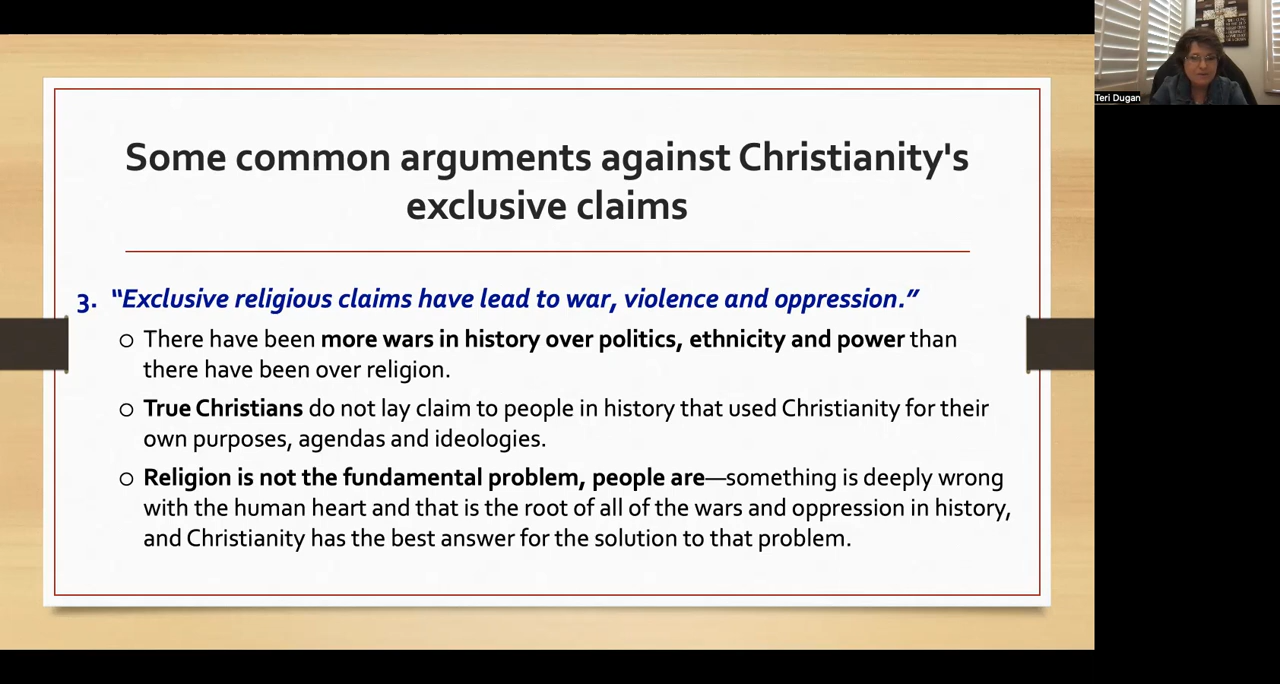 Some common arguments against Christianity's
exclusive claims
3. “Exclusive religious claims have lead to war, violence and oppression.”
○ There have been more wars in history over politics, ethnicity and power than
there have been over religion.
○ True Christians do not lay claim to people in history that used Christianity for their
own purposes, agendas and ideologies.
○ Religion is not the fundamental problem, people are—something is deeply wrong
with the human heart and that is the root of all of the wars and oppression in history,
and Christianity has the best answer for the solution to that problem.
Teri Dugan